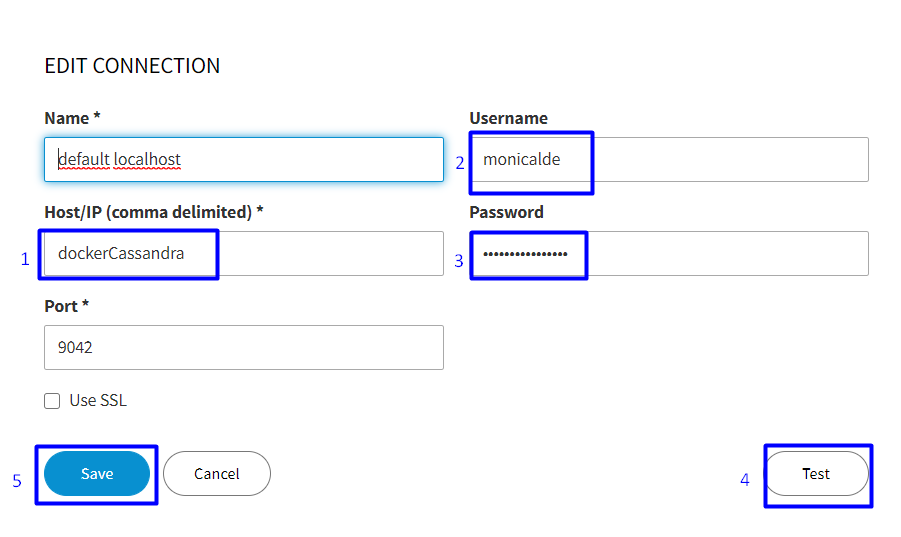 EDIT CONNECTION
Name * Username
default localhost 2 monicalde
Host/IP (comma delimited) * Password
1 dockerCassandra 3 ••••••••••••••••
Port *
9042
Use SSL
5 Save Cancel 4 Test